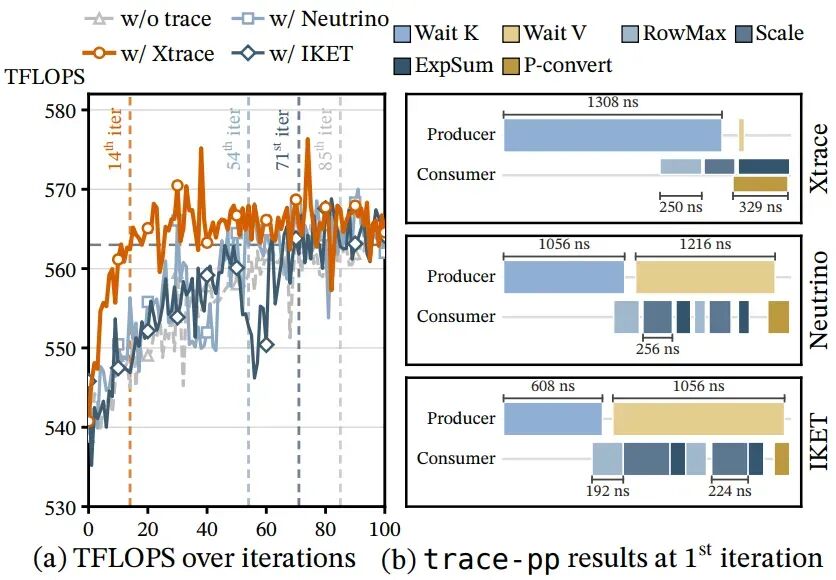 w/o trace
w/ Neutrino
w/ Xtrace
w/ IKET
Wait K
Wait V
RowMax
Scale
ExpSum
P-convert
TFLOPS
580
570
560
550
540
530
0
20
40
60
80
100
14th iter
54th iter
71st iter
85th iter
(a) TFLOPS over iterations
1308 ns
Producer
Consumer
250 ns
329 ns
Xtrace
1056 ns
1216 ns
Producer
Consumer
256 ns
Neutrino
608 ns
1056 ns
Producer
Consumer
192 ns
224 ns
IKET
(b) trace-pp results at 1st iteration